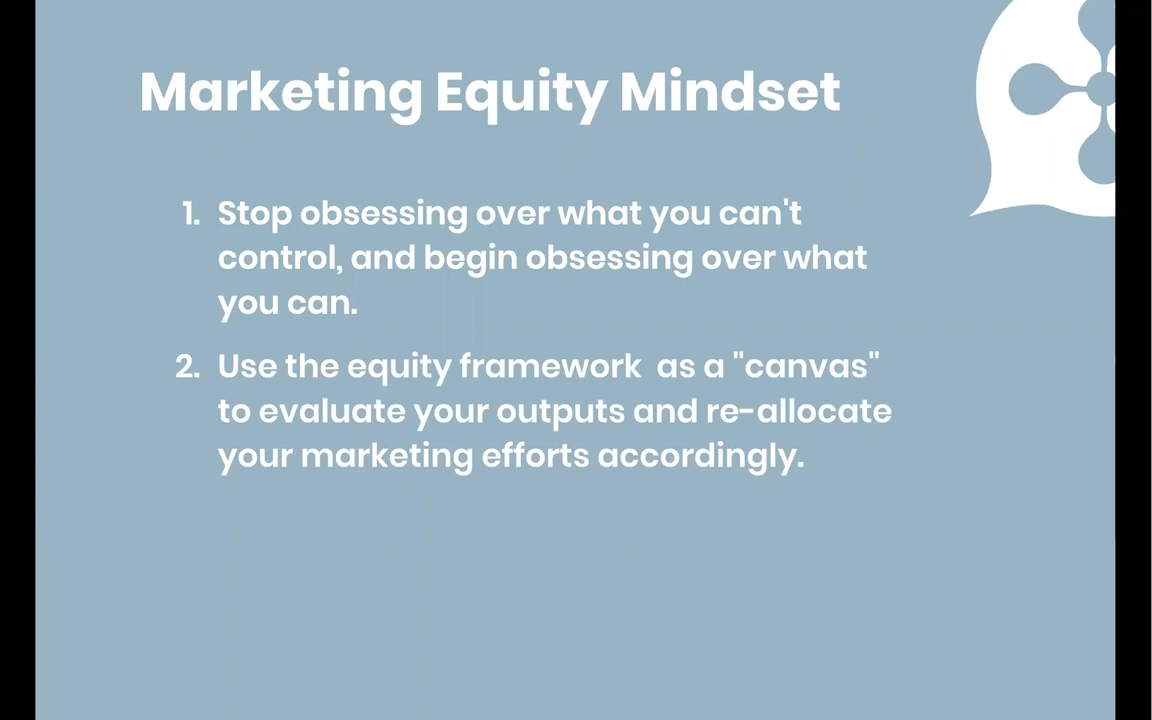 Marketing Equity Mindset
1. Stop obsessing over what you can't
control, and begin obsessing over what
you can.
2. Use the equity framework  as a "canvas"
to evaluate your outputs and re-allocate
your marketing efforts accordingly.